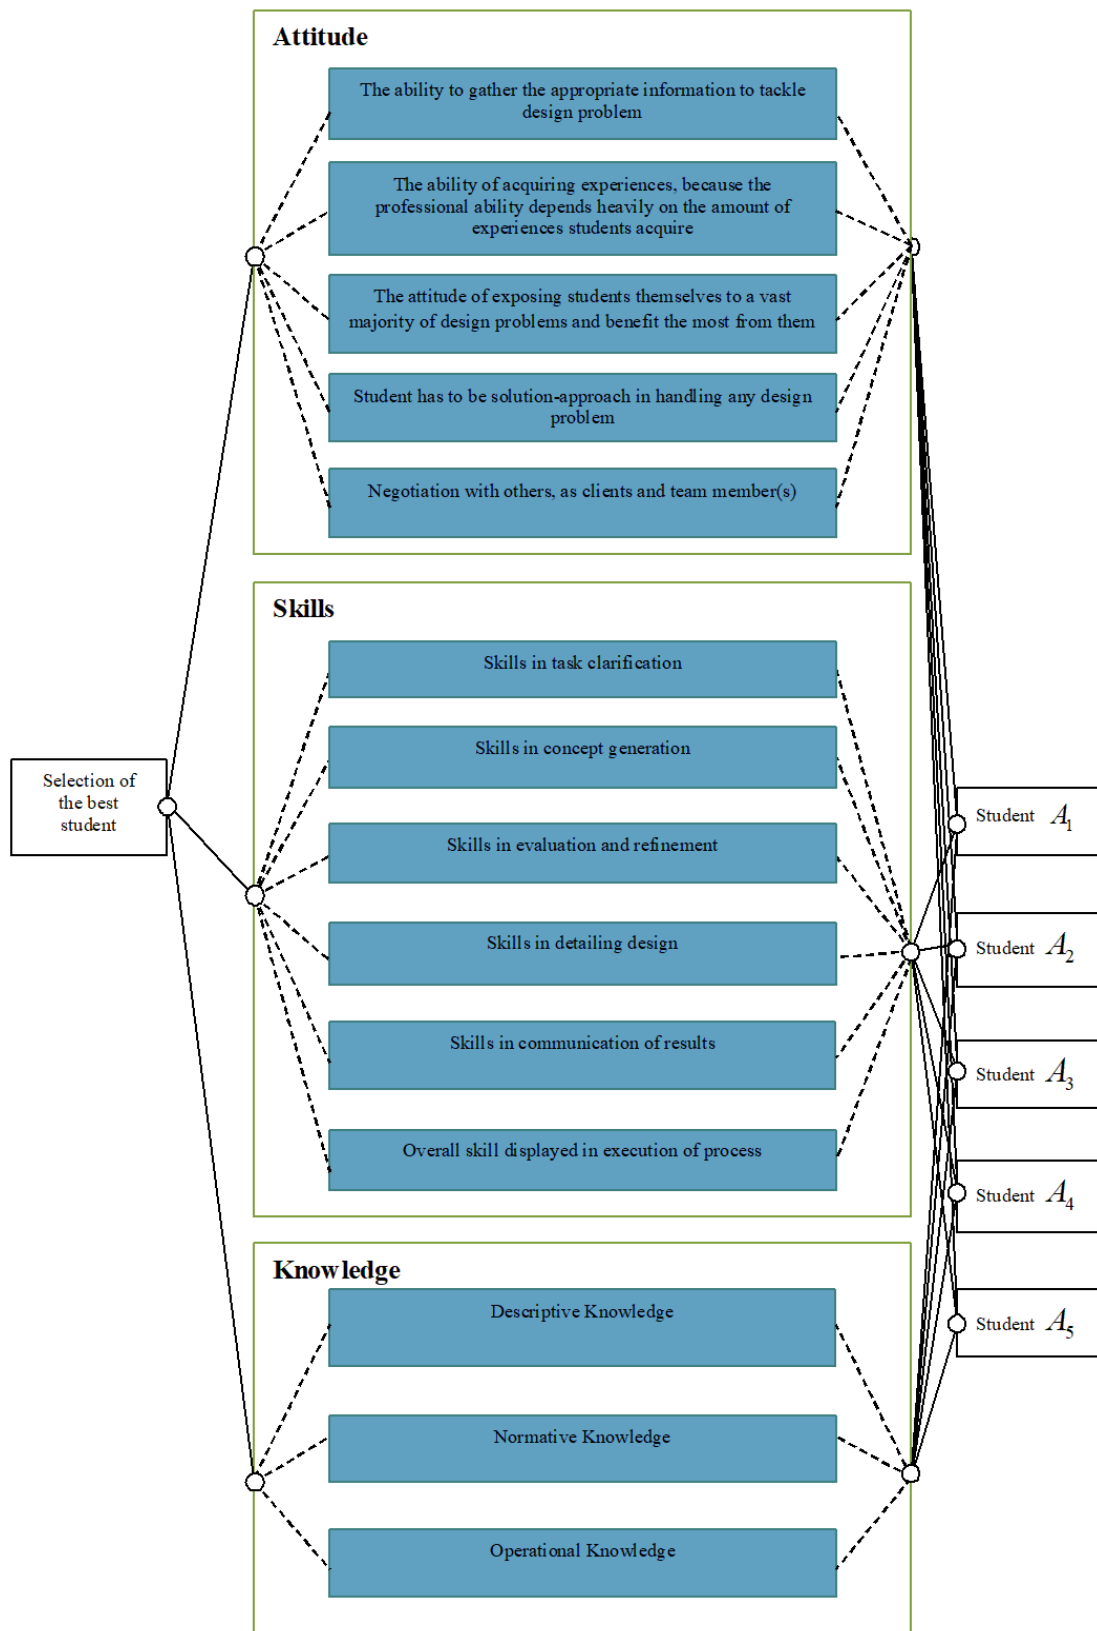 Attitude
The ability to gather the appropriate information to tackle
design problem
The ability of acquiring experiences, because the
professional ability depends heavily on the amount of
experiences students acquire
The attitude of exposing students themselves to a vast
majority of design problems and benefit the most from them
Student has to be solution-approach in handling any design
problem
Negotiation with others, as clients and team member(s)
Skills
Skills in task clarification
Skills in concept generation
Skills in evaluation and refinement
Skills in detailing design
Skills in communication of results
Overall skill displayed in execution of process
Knowledge
Descriptive Knowledge
Normative Knowledge
Operational Knowledge
Selection of
the best
student
Student A₁
Student A₂
Student A₃
Student A₄
Student A₅